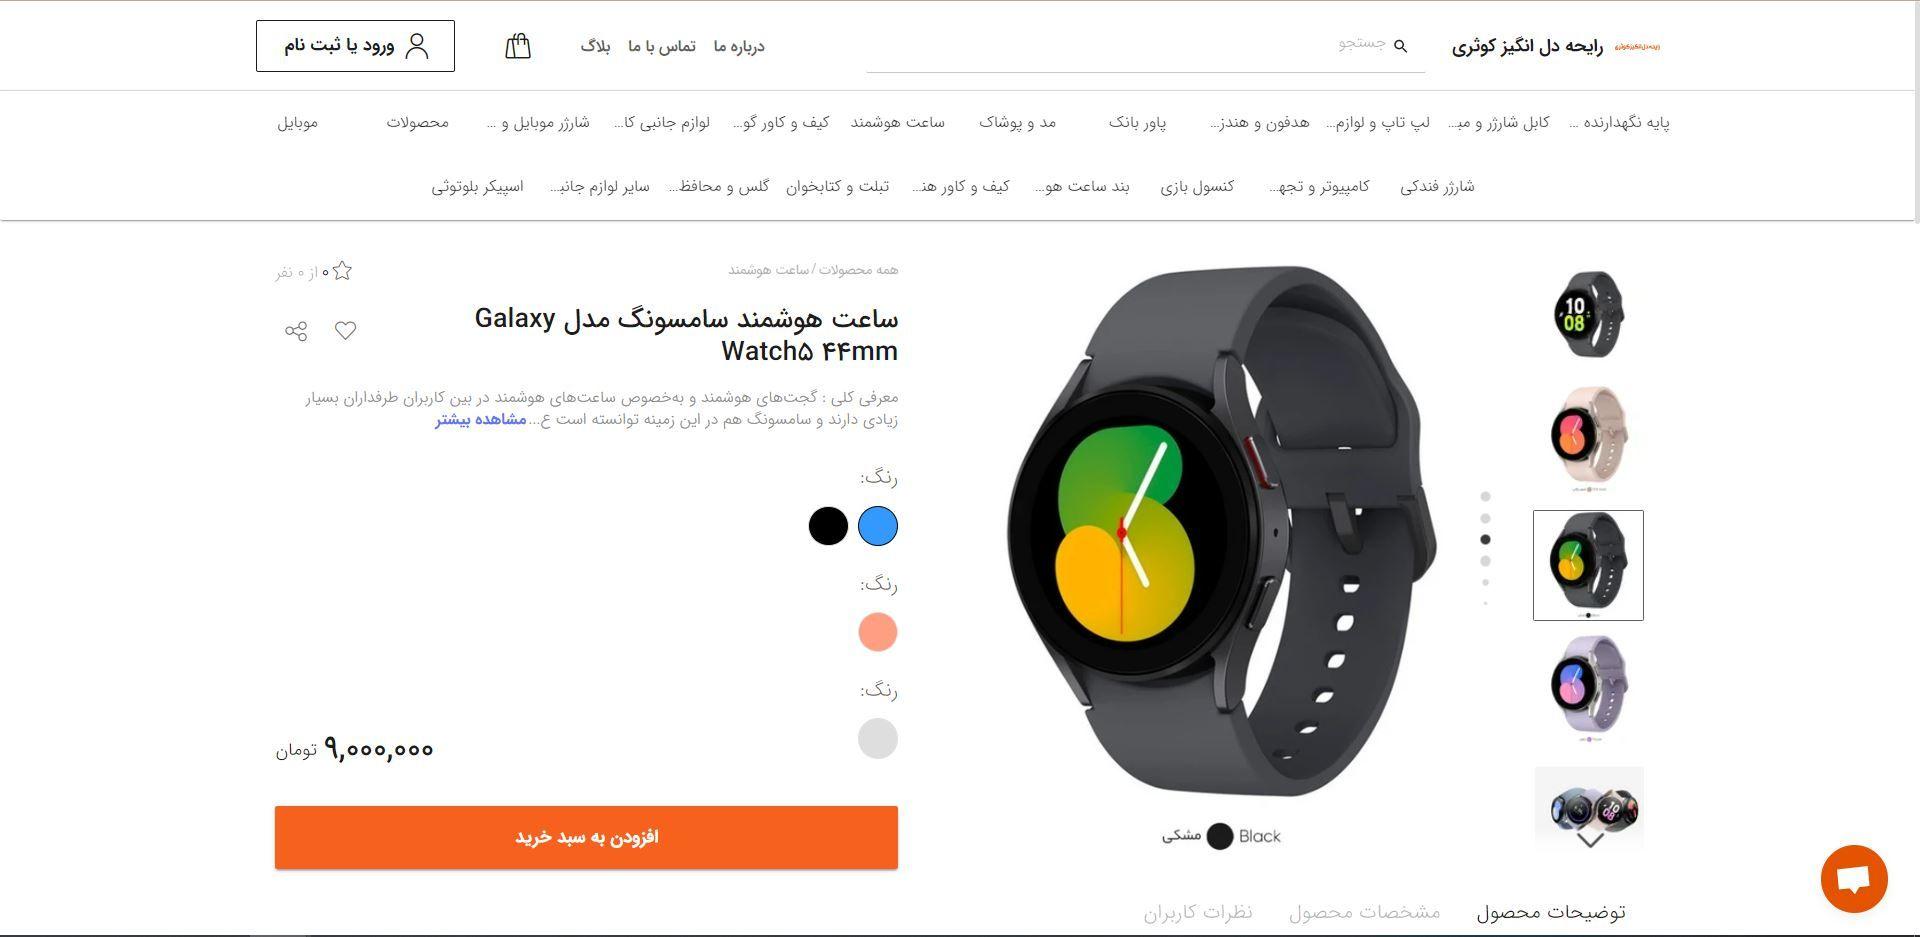 رایحه دل انگیز کوثری
جستجو
درباره ما
تماس با ما
بلاگ
ورود یا ثبت نام
پایه نگهدارنده ...
کابل شارژر و مبـ...
لپ تاپ و لوازم...
هدفون و هندز...
پاور بانک
مد و پوشاک
ساعت هوشمند
کیف و کاور گو...
لوازم جانبی کا...
شارژر موبایل و ...
محصولات
موبایل
شارژر فندکی
کامپیوتر و تجهـ...
کنسول بازی
بند ساعت هو...
کیف و کاور هنـ...
تبلت و کتابخوان
گلس و محافظـ...
سایر لوازم جانبـ...
اسپیکر بلوتوثی
همه محصولات / ساعت هوشمند
۰ از ۰ نفر
ساعت هوشمند سامسونگ مدل Galaxy
Watch۵ ۴۴mm
معرفی کلی : گجت‌های هوشمند و به‌خصوص ساعت‌های هوشمند در بین کاربران طرفداران بسیار
زیادی دارند و سامسونگ هم در این زمینه توانسته است ع... مشاهده بیشتر
رنگ:
رنگ:
رنگ:
۹,۰۰۰,۰۰۰ تومان
افزودن به سبد خرید
10
08
مشکی Black
توضیحات محصول
مشخصات محصول
نظرات کاربران